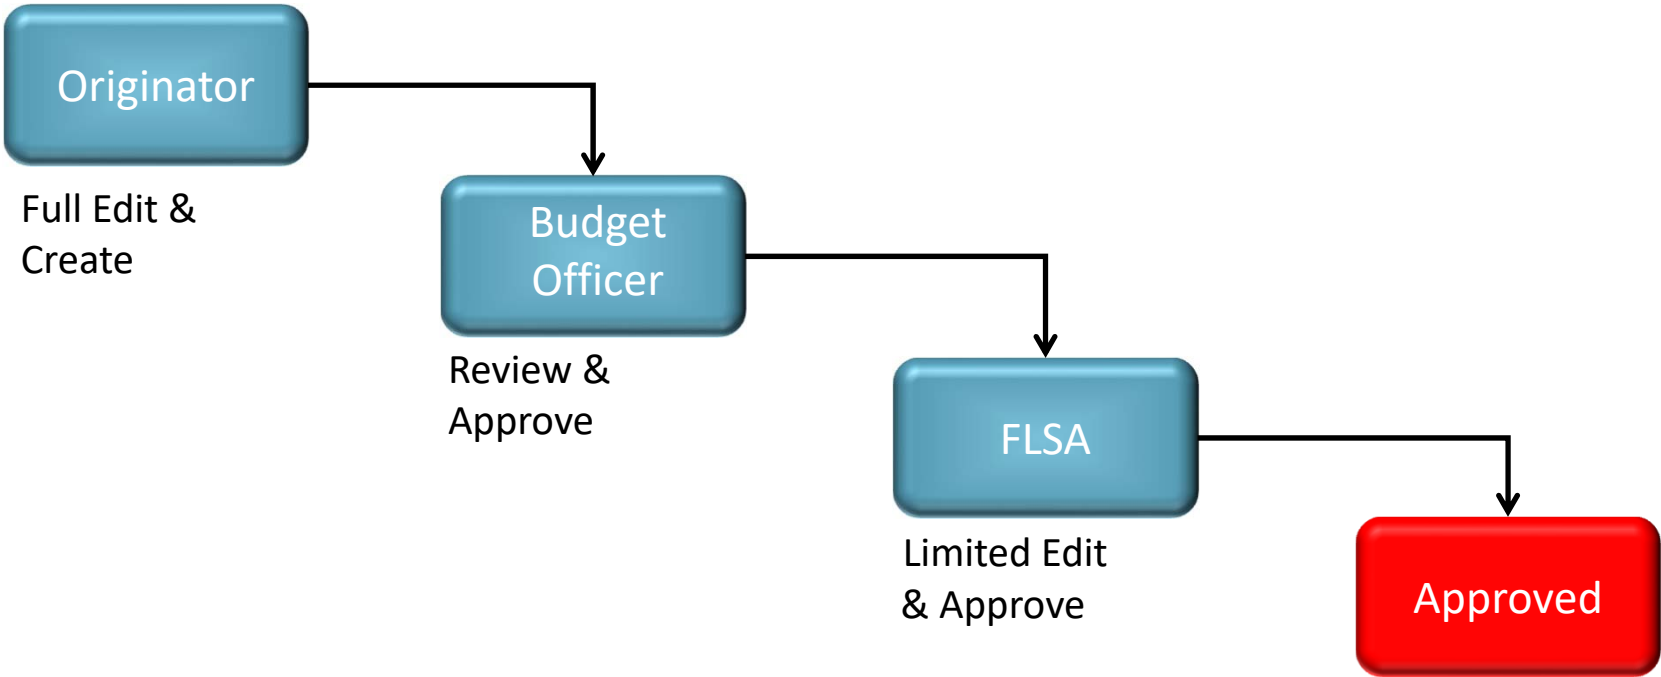 Originator
Full Edit &
Create
Budget
Officer
Review &
Approve
FLSA
Limited Edit
& Approve
Approved